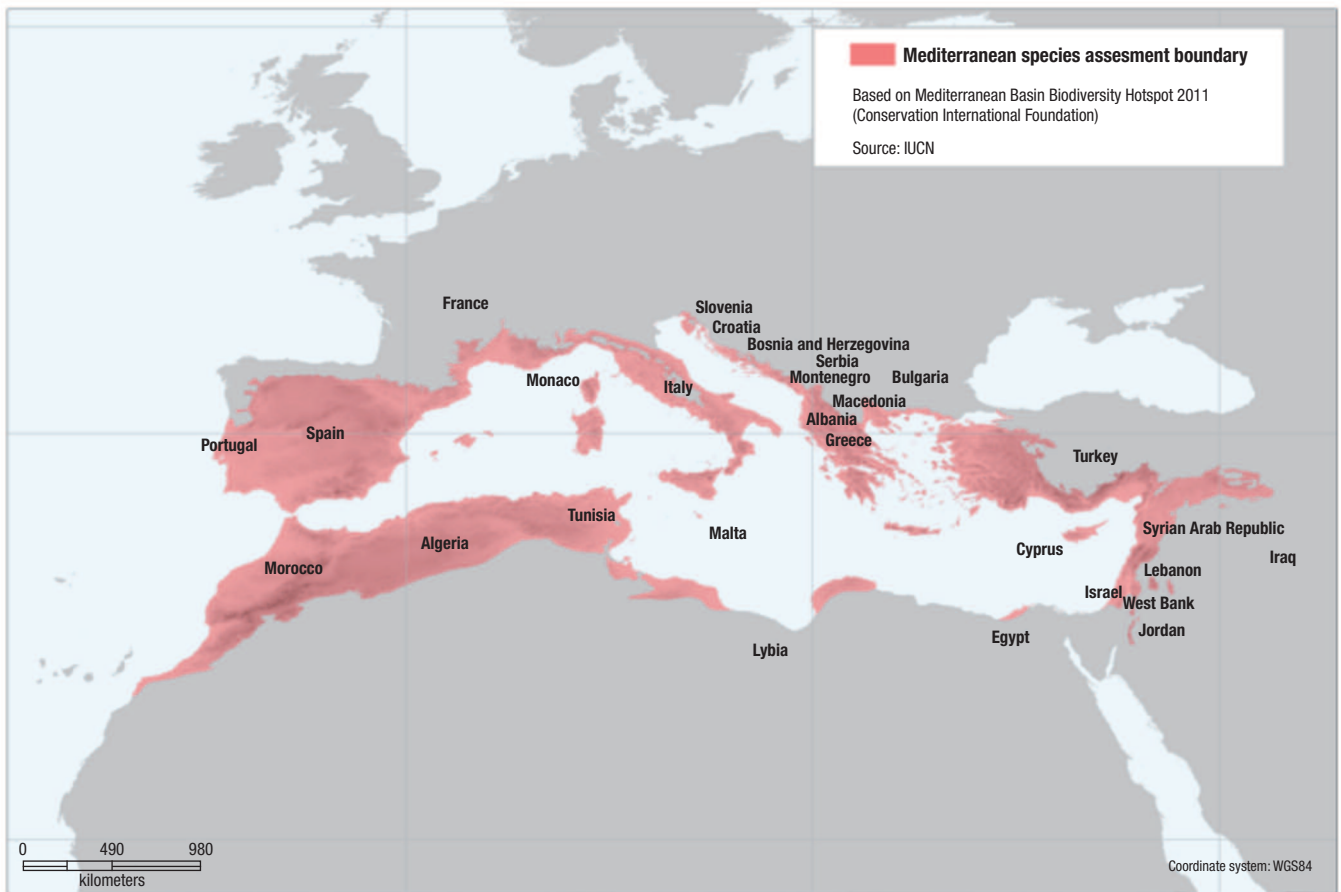 Mediterranean species assesment boundary
Based on Mediterranean Basin Biodiversity Hotspot 2011
(Conservation International Foundation)
Source: IUCN
France
Slovenia
Croatia
Bosnia and Herzegovina
Serbia
Montenegro
Bulgaria
Monaco
Italy
Macedonia
Albania
Portugal
Spain
Greece
Turkey
Tunisia
Malta
Syrian Arab Republic
Algeria
Cyprus
Iraq
Morocco
Lebanon
Israel
West Bank
Jordan
Egypt
Lybia
0 490 980
kilometers
Coordinate system: WGS84